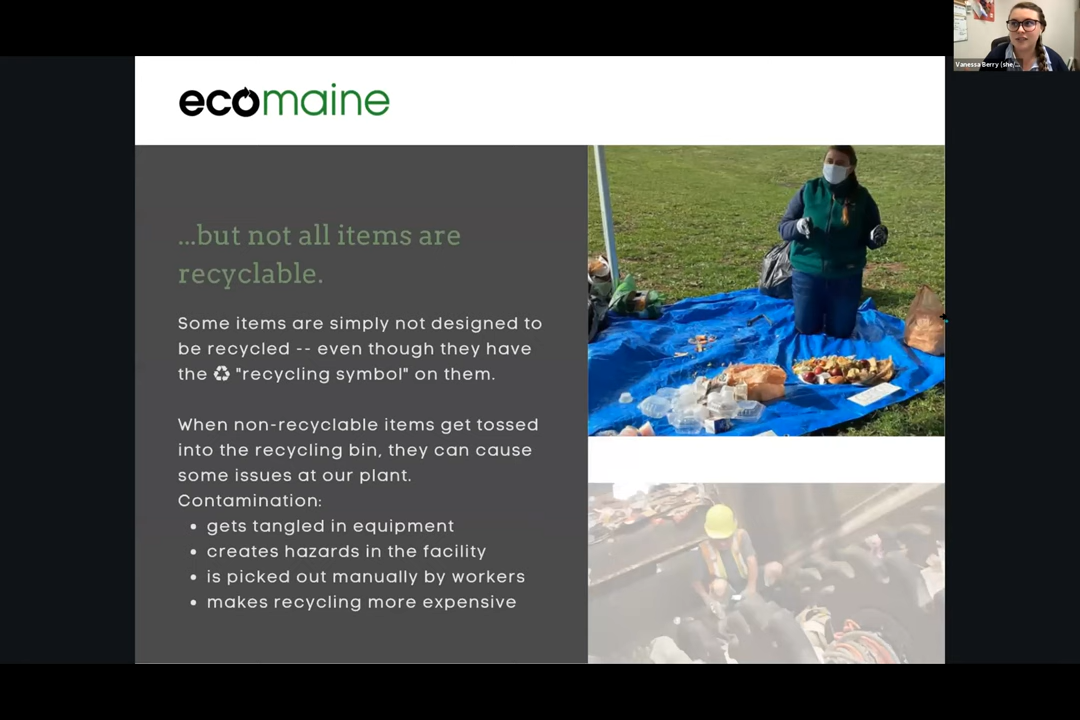 Vanessa Berry (she/...
ecomaine
...but not all items are
recyclable.
Some items are simply not designed to
be recycled -- even though they have
the ♻ "recycling symbol" on them.
When non-recyclable items get tossed
into the recycling bin, they can cause
some issues at our plant.
Contamination:
• gets tangled in equipment
• creates hazards in the facility
• is picked out manually by workers
• makes recycling more expensive